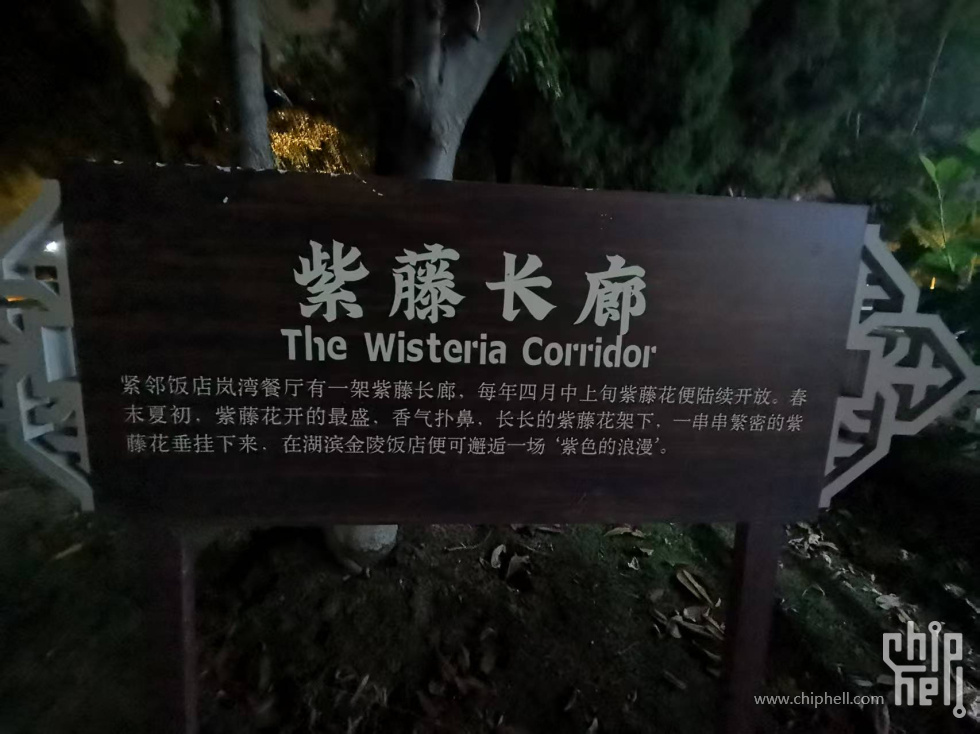 紫藤长廊
The Wisteria Corridor
紧邻饭店岚湾餐厅有一架紫藤长廊，每年四月中上旬紫藤花便陆续开放。春
末夏初，紫藤花开的最盛，香气扑鼻，长长的紫藤花架下，一串串繁密的紫
藤花垂挂下来，在湖滨金陵饭店便可邂逅一场‘紫色的浪漫’。
www.chiphell.com
chip
hell